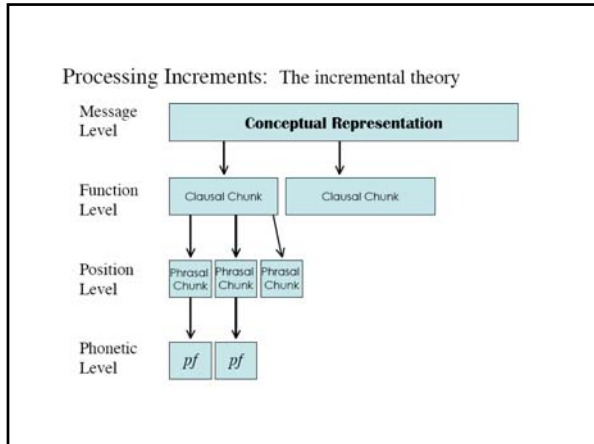 Processing Increments: The incremental theory
Message
Level
Conceptual Representation
Function
Level
Clausal Chunk
Clausal Chunk
Position
Level
Phrasal
Chunk
Phrasal
Chunk
Phrasal
Chunk
Phonetic
Level
pf
pf